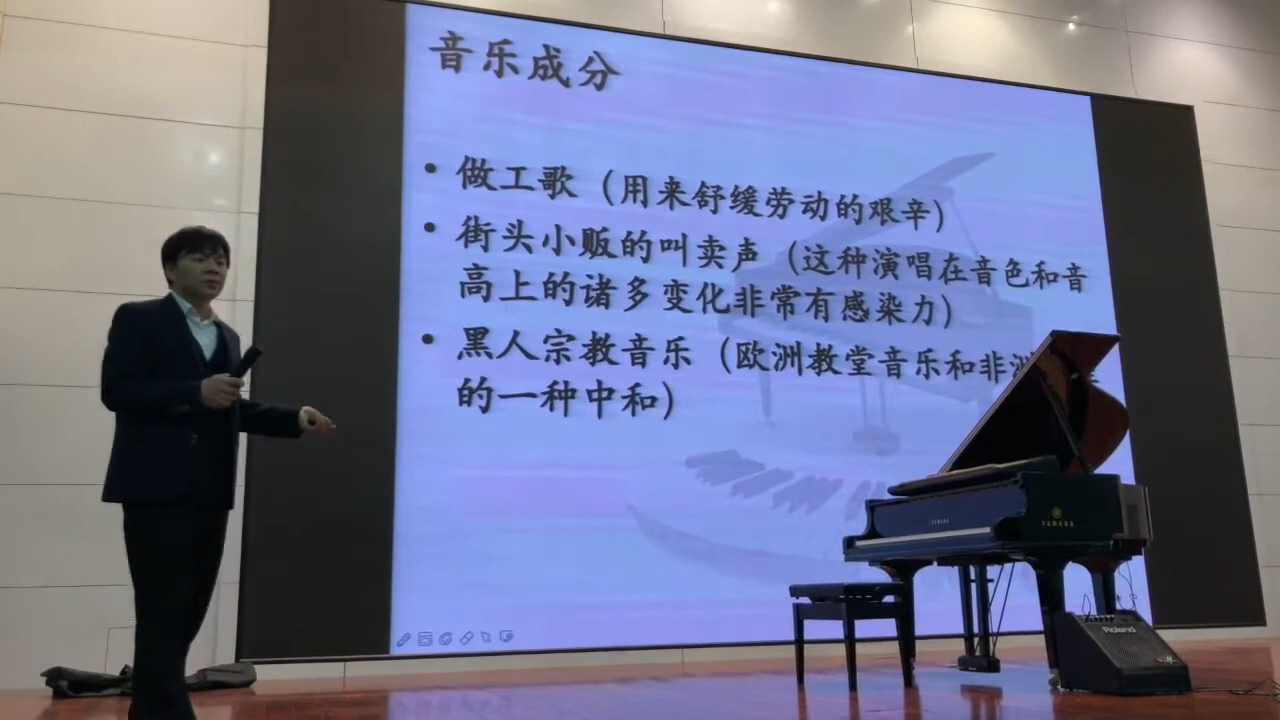 音乐成分
• 做工歌（用来舒缓劳动的艰辛）
• 街头小贩的叫卖声（这种演唱在音色和音
高上的诸多变化非常有感染力）
• 黑人宗教音乐（欧洲教堂音乐和非洲
的一种中和）
YAMAHA
YAMAHA
Roland